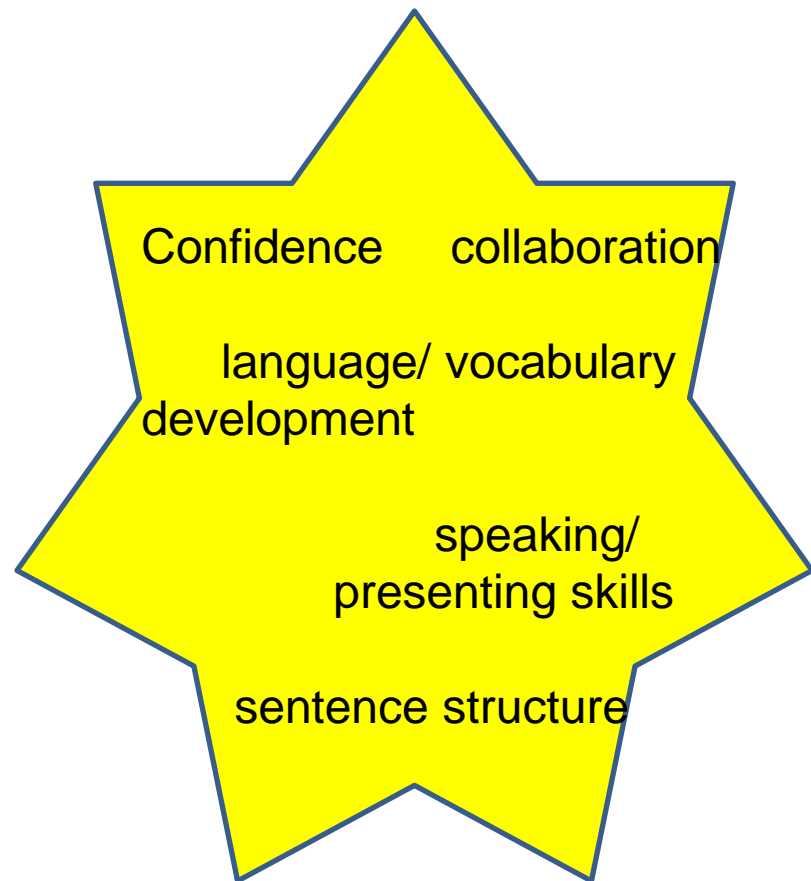 Confidence collaboration
language/ vocabulary
development
speaking/
presenting skills
sentence structure